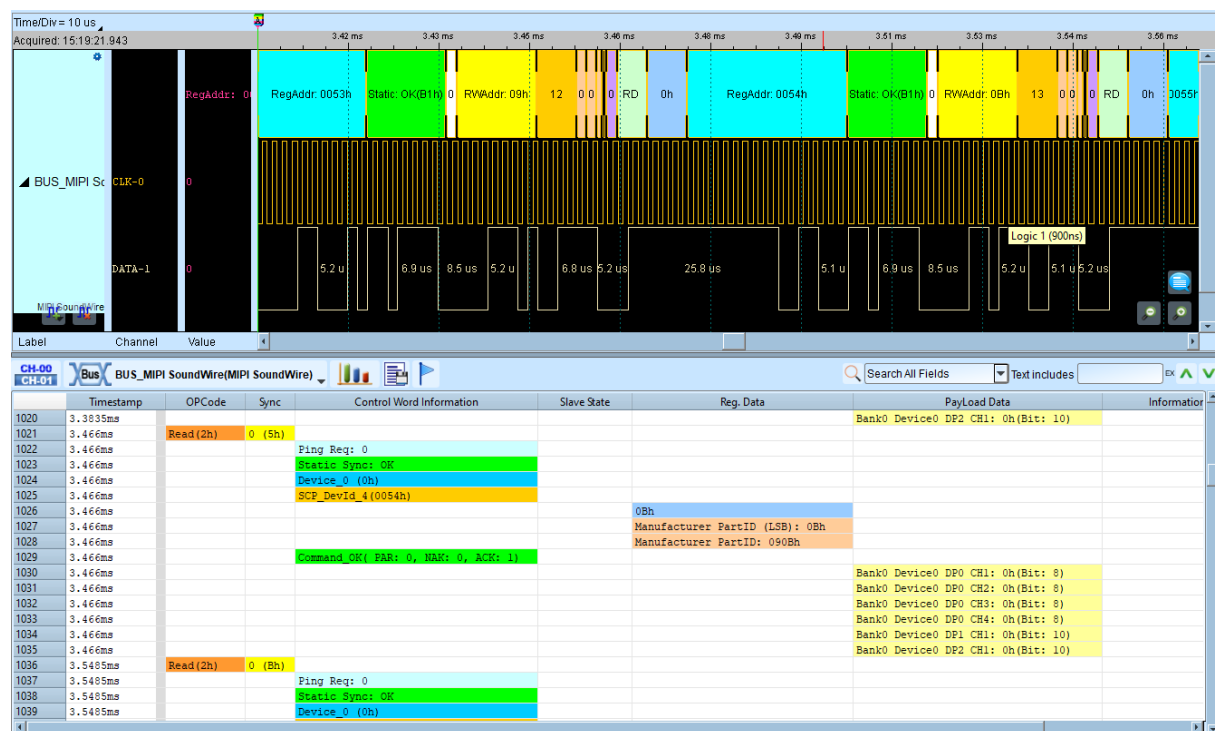 Time/Div = 10 us
Acquired: 15:19:21.943
3.42 ms 3.43 ms 3.45 ms 3.46 ms 3.48 ms 3.49 ms 3.51 ms 3.53 ms 3.54 ms 3.56 ms
RegAddr: 0053h Static: OK(B1h) 0 RWAddr: 09h 12 0 0 0 RD 0h RegAddr: 0054h Static: OK(B1h) 0 RWAddr: 0Bh 13 0 0 0 RD 0h 0055h
BUS_MIPI So CLK-0 0
Logic 1 (900ns)
DATA-1 0 5.2 u 6.9 us 8.5 us 5.2 u 6.8 us 5.2 us 25.8 us 5.1 u 6.9 us 8.5 us 5.2 u 5.1 u 5.2 us
MIPI SoundWire
Label Channel Value
CH-00
CH-01
Bus BUS_MIPI SoundWire(MIPI SoundWire) Search All Fields Text includes EX
Timestamp OPCode Sync Control Word Information Slave State Reg. Data PayLoad Data Information
1020 3.3835ms Bank0 Device0 DP2 CH1: 0h(Bit: 10)
1021 3.466ms Read(2h) 0 (5h)
1022 3.466ms Ping Req: 0
1023 3.466ms Static Sync: OK
1024 3.466ms Device_0 (0h)
1025 3.466ms SCP_DevId_4(0054h)
1026 3.466ms 0Bh
1027 3.466ms Manufacturer PartID (LSB): 0Bh
1028 3.466ms Manufacturer PartID: 090Bh
1029 3.466ms Command_OK( PAR: 0, NAK: 0, ACK: 1)
1030 3.466ms Bank0 Device0 DP0 CH1: 0h(Bit: 8)
1031 3.466ms Bank0 Device0 DP0 CH2: 0h(Bit: 8)
1032 3.466ms Bank0 Device0 DP0 CH3: 0h(Bit: 8)
1033 3.466ms Bank0 Device0 DP0 CH4: 0h(Bit: 8)
1034 3.466ms Bank0 Device0 DP1 CH1: 0h(Bit: 10)
1035 3.466ms Bank0 Device0 DP2 CH1: 0h(Bit: 10)
1036 3.5485ms Read(2h) 0 (Bh)
1037 3.5485ms Ping Req: 0
1038 3.5485ms Static Sync: OK
1039 3.5485ms Device_0 (0h)